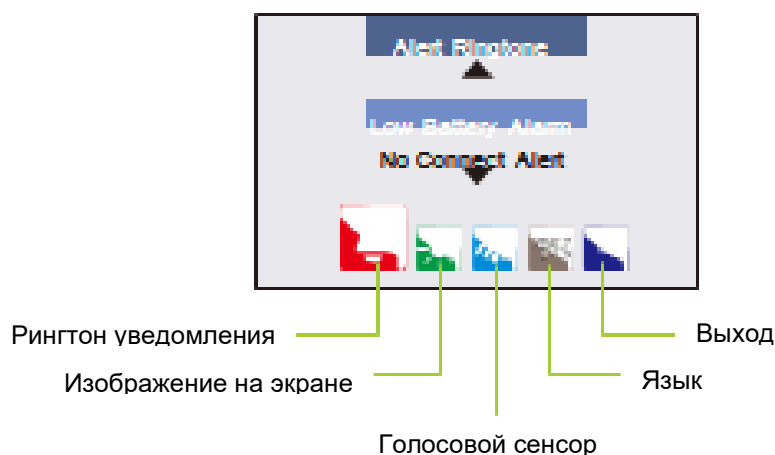 Alert Ringtone
Low Battery Alarm
No Connect Alert
Рингтон уведомления
Выход
Изображение на экране
Язык
Голосовой сенсор